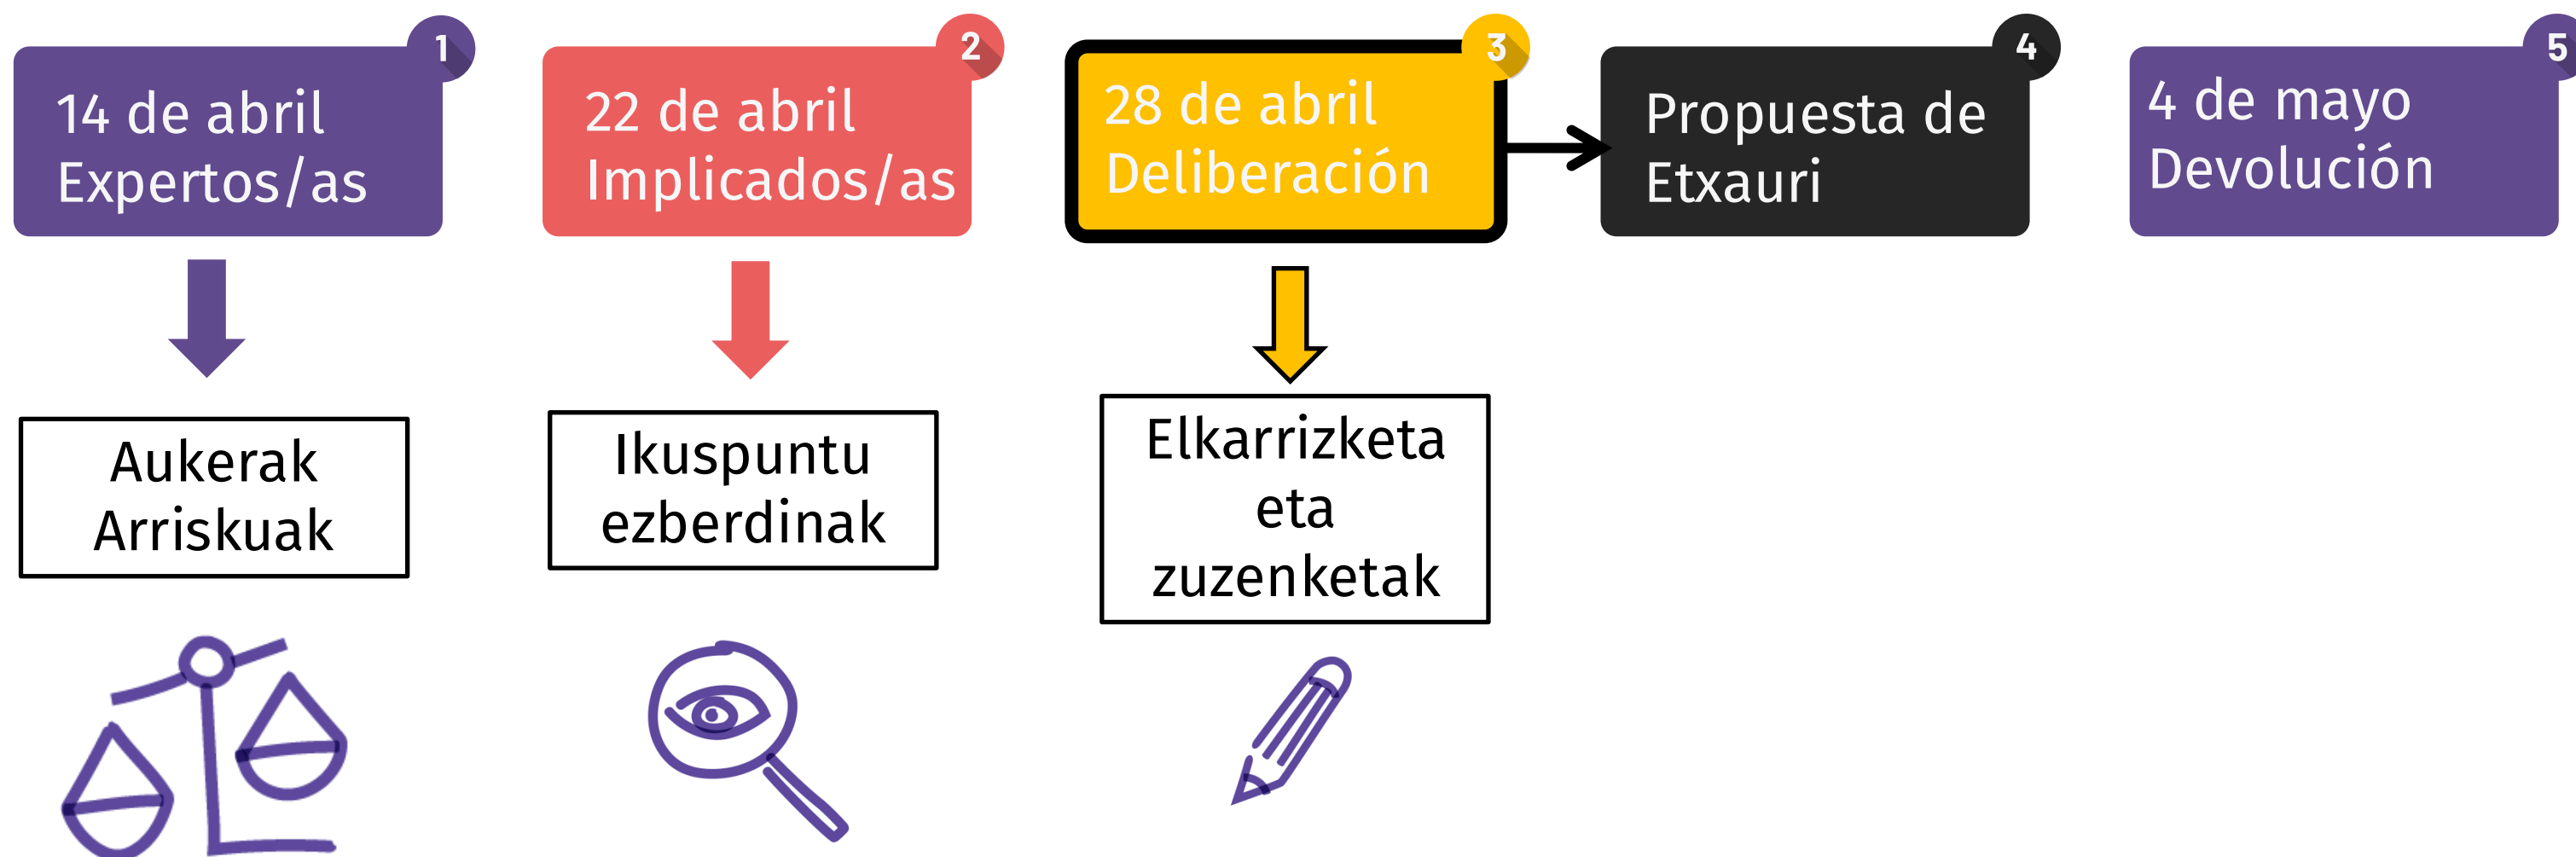 1
14 de abril
Expertos/as
2
22 de abril
Implicados/as
3
28 de abril
Deliberación
4
Propuesta de
Etxauri
5
4 de mayo
Devolución
Aukerak
Arriskuak
Ikuspuntu
ezberdinak
Elkarrizketa
eta
zuzenketak